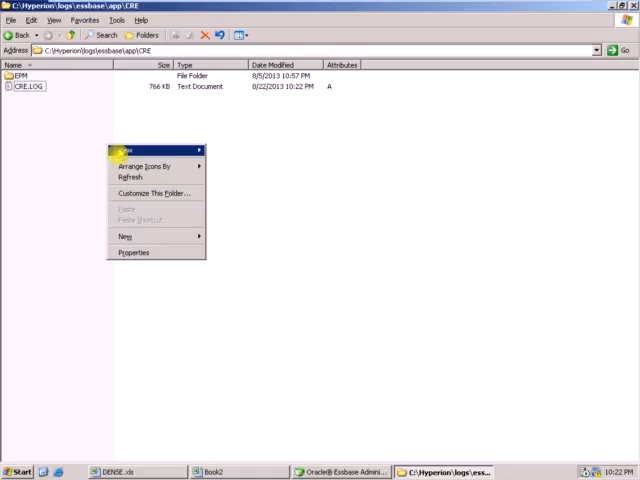 C:\Hyperion\logs\essbase\app\CRE
File Edit View Favorites Tools Help
Back Search Folders
Address C:\Hyperion\logs\essbase\app\CRE Go
Name Size Type Date Modified Attributes
EPM File Folder 8/5/2013 10:57 PM
CRE.LOG 766 KB Text Document 8/22/2013 10:22 PM A
Arrange Icons By
Refresh
Customize This Folder...
Paste
Paste Shortcut
New
Properties
Start DENSE.xls Book2 Oracle® Essbase Admini... C:\Hyperion\logs\ess... 10:22 PM